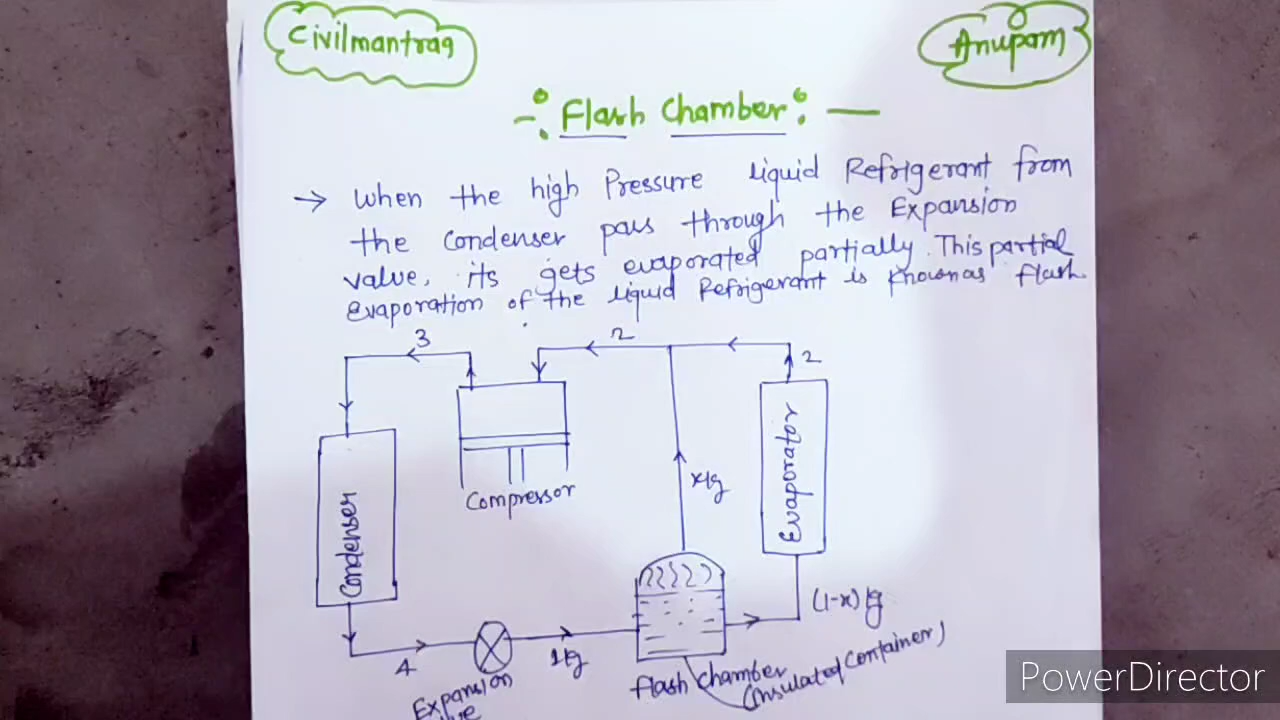 Civilmantrag
Anupam
Flash Chamber
→ When the high Pressure liquid Refrigerant from
the Condenser pass through the Expansion
value, its gets evaporated partially. This partial
evaporation of the liquid Refrigerant is known as flash
3
2
2
Compressor
Condenser
Evaporator
x kg
(1-x) kg
4
1 kg
Expansion
flash Chamber
(Insulated Container)
PowerDirector